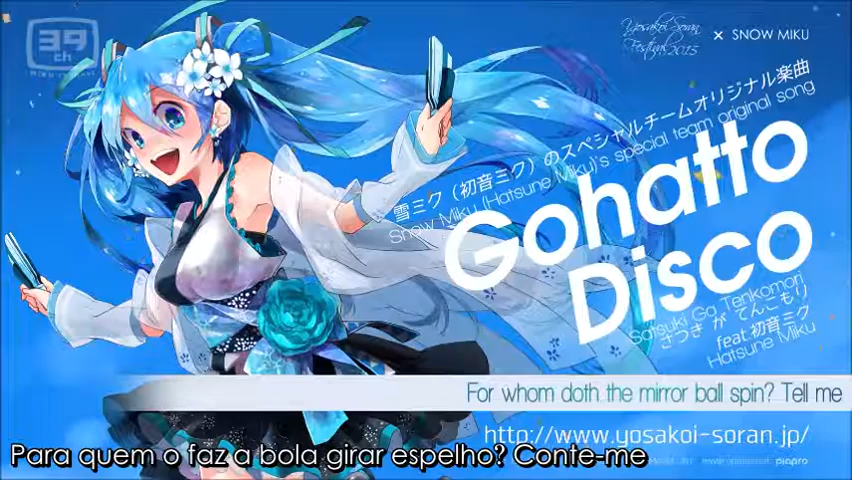 39
ch
Yosakoi Soran
Festival 2015
× SNOW MIKU
雪ミク（初音ミク）のスペシャルチームオリジナル楽曲
Snow Miku (Hatsune Miku)'s special team original song
Gohatto
Disco
Satsuki Ga Tenkomori
さつき が てんこもり
feat.初音ミク
Hatsune Miku
For whom doth the mirror ball spin? Tell me
http://www.yosakoi-soran.jp/
piapro
Para quem o faz a bola girar espelho? Conte-me